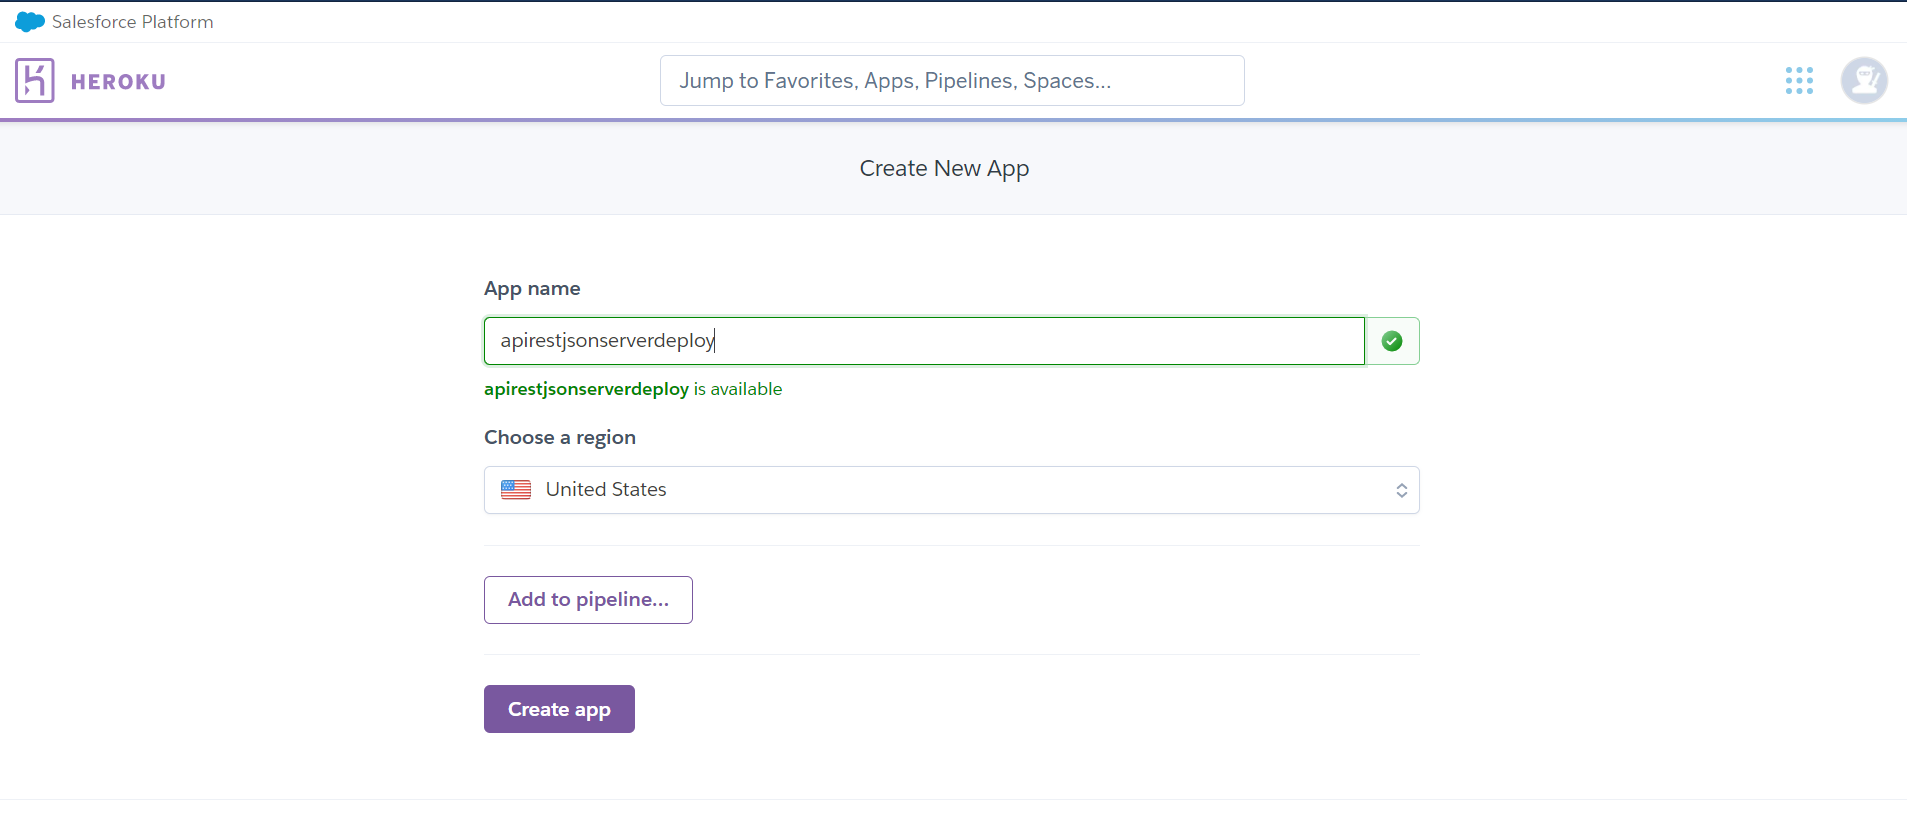 Salesforce Platform
HEROKU
Jump to Favorites, Apps, Pipelines, Spaces...
Create New App
App name
apirestjsonserverdeploy
apirestjsonserverdeploy is available
Choose a region
United States
Add to pipeline...
Create app